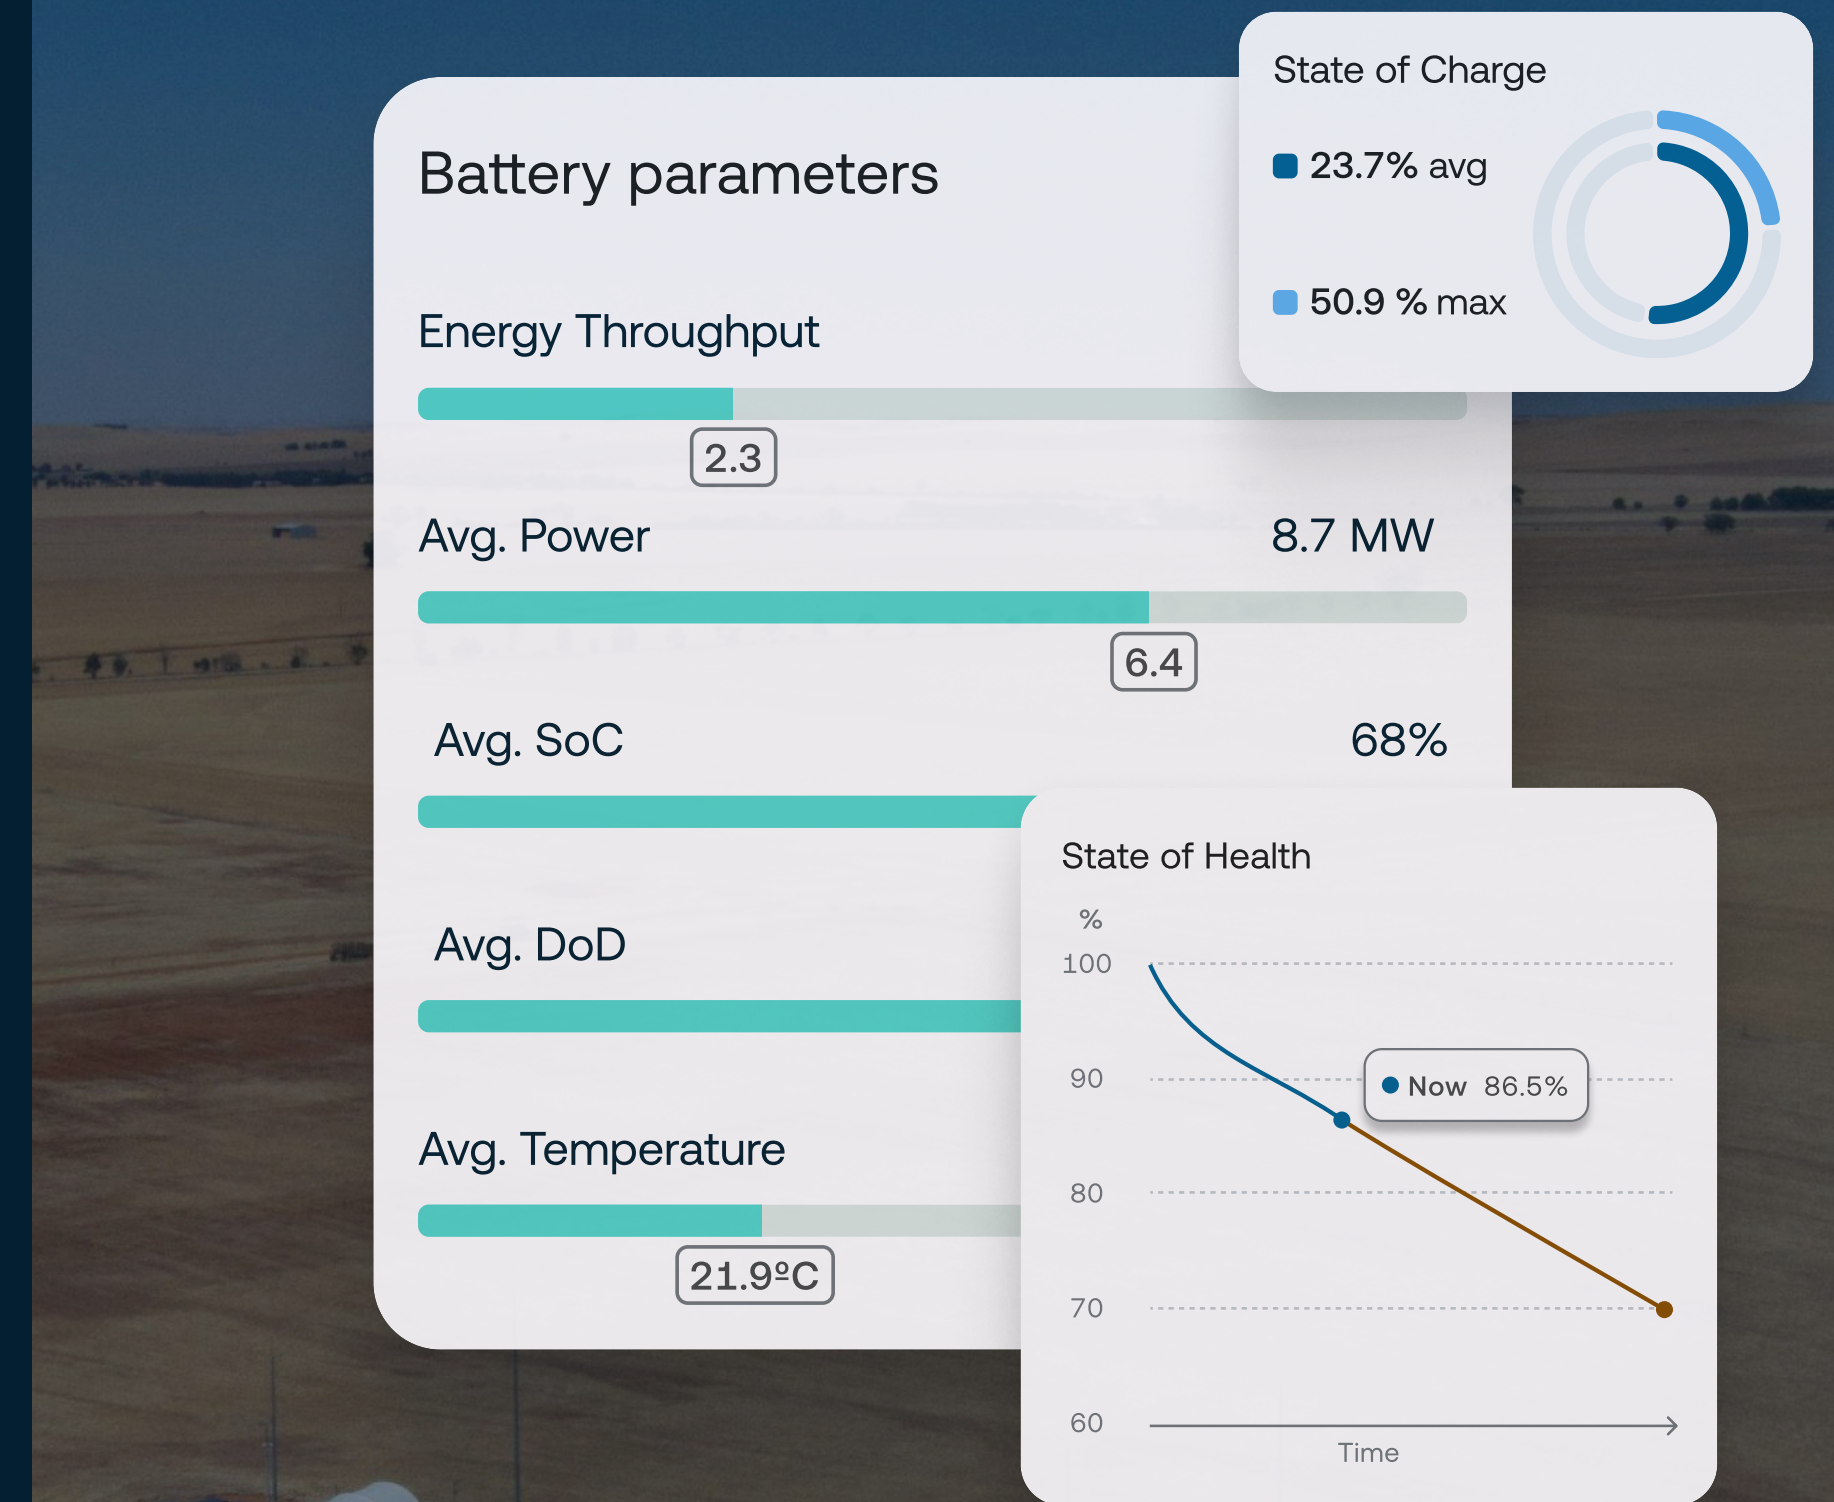 State of Charge
23.7% avg
50.9 % max
Battery parameters
Energy Throughput
2.3
Avg. Power 8.7 MW
6.4
Avg. SoC 68%
Avg. DoD
Avg. Temperature
21.9ºC
State of Health
%
100
90
Now 86.5%
80
70
60
Time